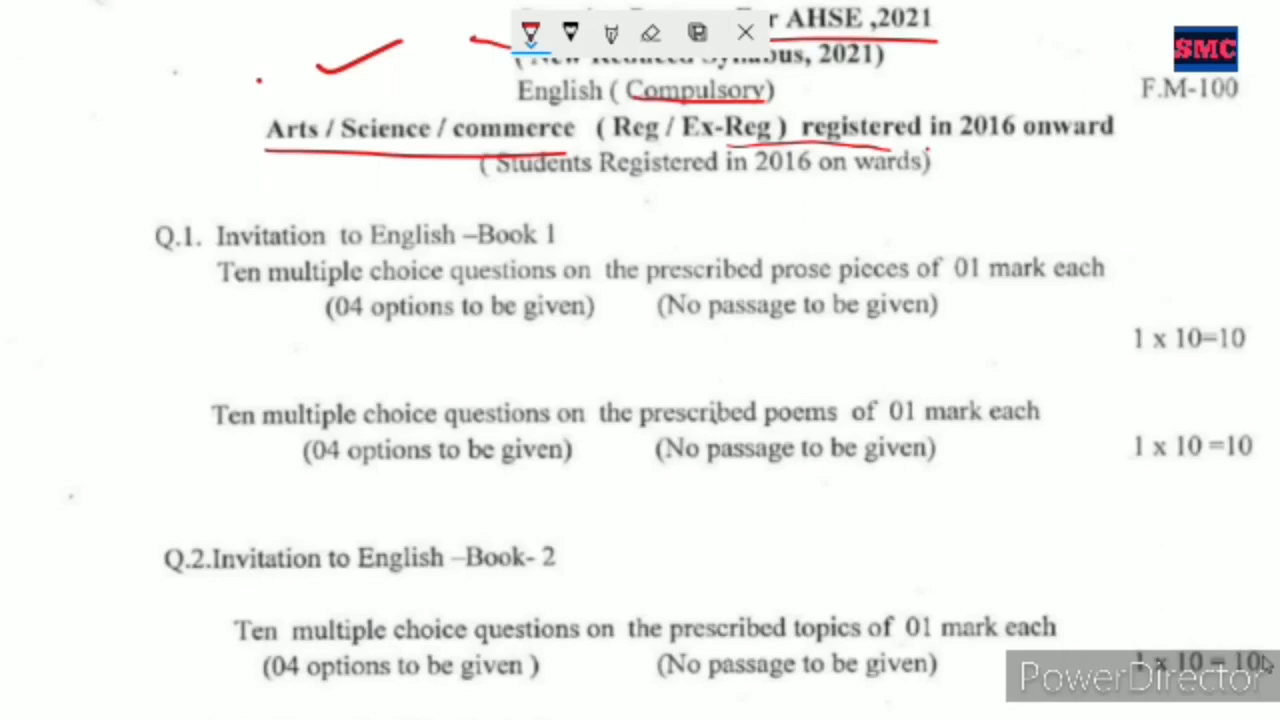 r AHSE ,2021
SMC
Syllabus, 2021)
English ( Compulsory)
F.M-100
Arts / Science / commerce ( Reg / Ex-Reg ) registered in 2016 onward
( Students Registered in 2016 on wards)
Q.1. Invitation to English –Book 1
Ten multiple choice questions on the prescribed prose pieces of 01 mark each
(04 options to be given) (No passage to be given)
1 x 10=10
Ten multiple choice questions on the prescribed poems of 01 mark each
(04 options to be given) (No passage to be given) 1 x 10 =10
Q.2.Invitation to English –Book- 2
Ten multiple choice questions on the prescribed topics of 01 mark each
(04 options to be given ) (No passage to be given) 1 x 10 = 10
PowerDirector